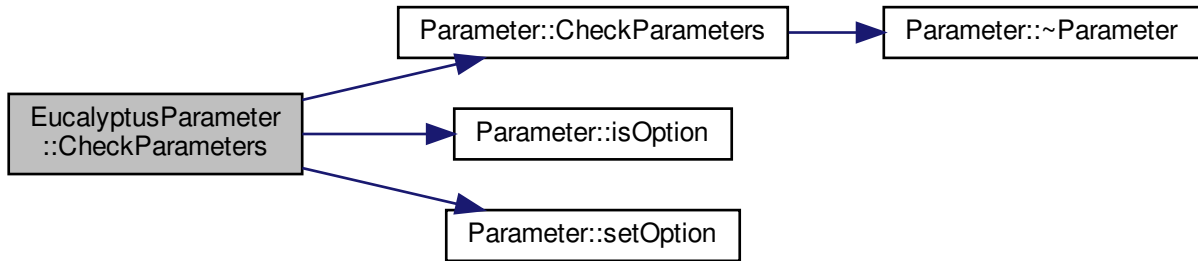 EucalyptusParameter
::CheckParameters
Parameter::CheckParameters
Parameter::~Parameter
Parameter::isOption
Parameter::setOption